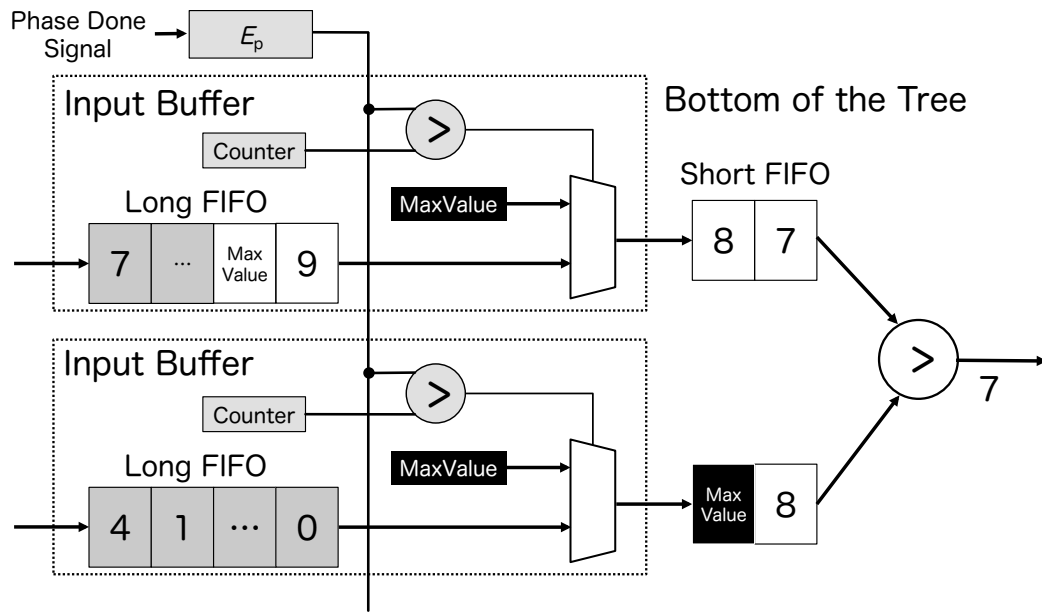 Phase Done
Signal
Ep
Input Buffer
Bottom of the Tree
>
Counter
MaxValue
Long FIFO
Short FIFO
7 ... Max Value 9
8 7
>
7
Input Buffer
>
Counter
MaxValue
Long FIFO
4 1 ... 0
Max Value 8